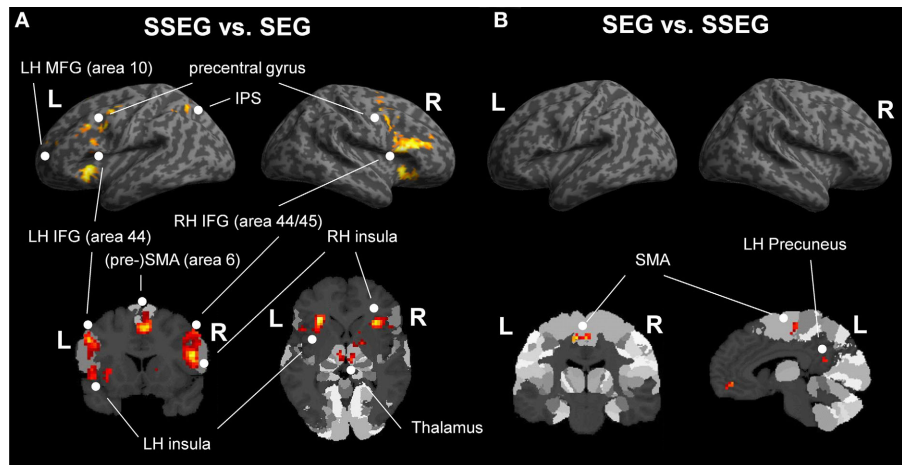 A
SSEG vs. SEG
LH MFG (area 10)
precentral gyrus
IPS
L
R
LH IFG (area 44)
RH IFG (area 44/45)
(pre-)SMA (area 6)
RH insula
L
R
L
R
LH insula
Thalamus
B
SEG vs. SSEG
L
R
SMA
LH Precuneus
L
R
L